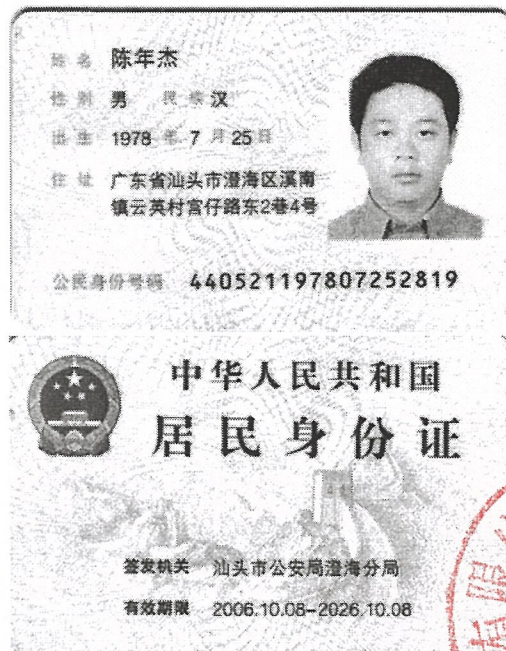 姓名 陈年杰
性别 男 民族 汉
出生 1978 年 7 月 25 日
住址 广东省汕头市澄海区溪南
镇云英村宫仔路东2巷4号
公民身份号码 440521197807252819
中华人民共和国
居民身份证
签发机关 汕头市公安局澄海分局
有效期限 2006.10.08-2026.10.08
有限